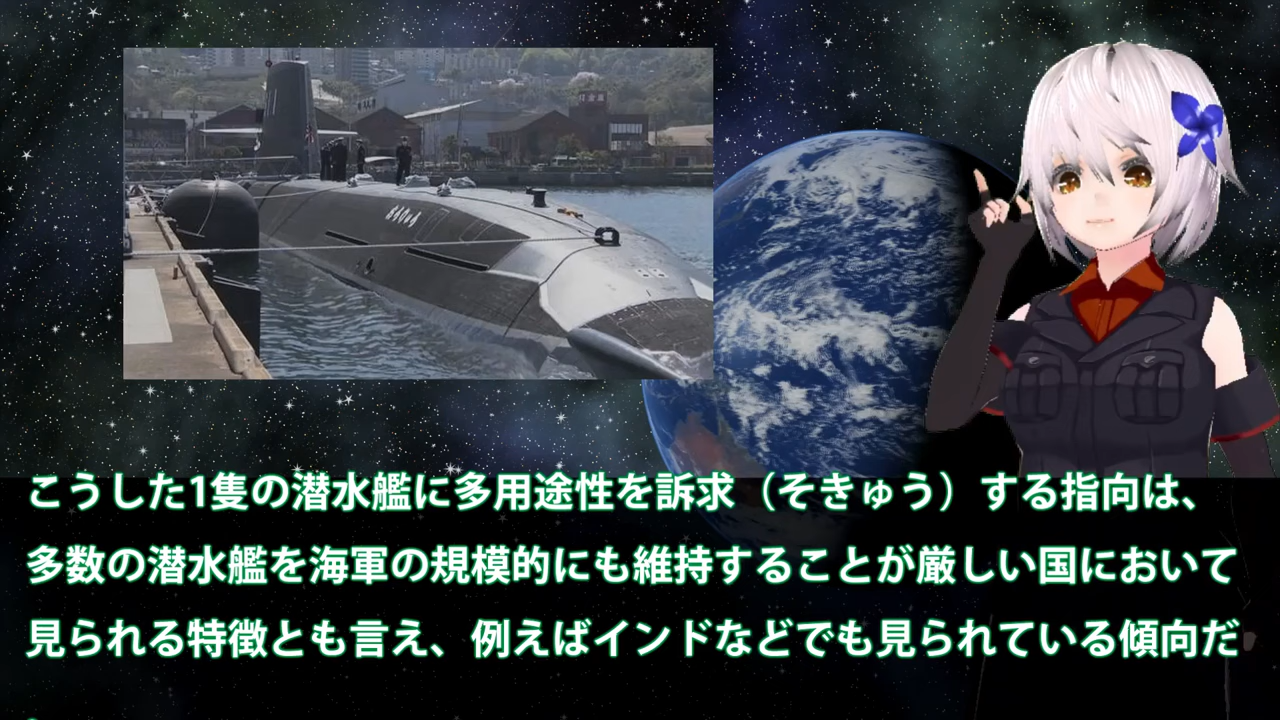 こうした1隻の潜水艦に多用途性を訴求（そきゅう）する指向は、
多数の潜水艦を海軍の規模的にも維持することが厳しい国において
見られる特徴とも言え、例えばインドなどでも見られている傾向だ